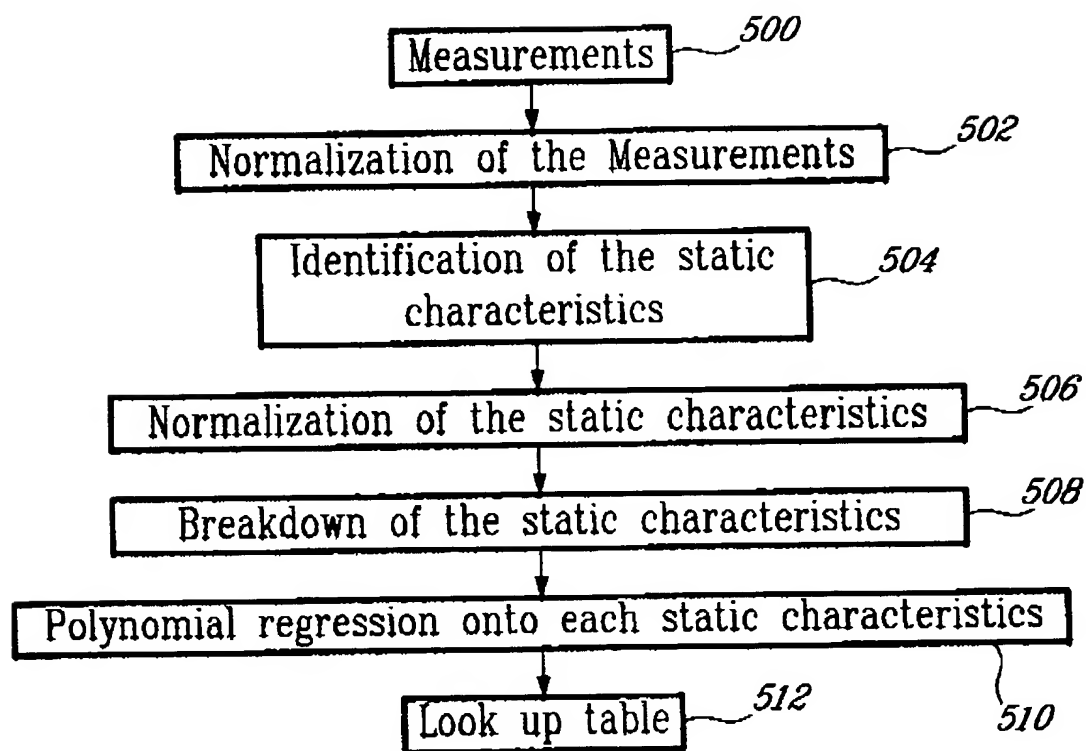 500
Measurements
502
Normalization of the Measurements
504
Identification of the static
characteristics
506
Normalization of the static characteristics
508
Breakdown of the static characteristics
Polynomial regression onto each static characteristics
510
512
Look up table